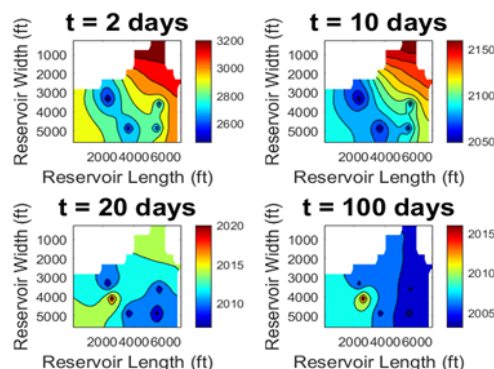 t = 2 days
t = 10 days
Reservoir Width (ft)
1000
2000
3000
4000
5000
2000 4000 6000
Reservoir Length (ft)
3200
3000
2800
2600
Reservoir Width (ft)
1000
2000
3000
4000
5000
2000 4000 6000
Reservoir Length (ft)
2150
2100
2050
t = 20 days
t = 100 days
Reservoir Width (ft)
1000
2000
3000
4000
5000
2000 4000 6000
Reservoir Length (ft)
2020
2015
2010
Reservoir Width (ft)
1000
2000
3000
4000
5000
2000 4000 6000
Reservoir Length (ft)
2015
2010
2005